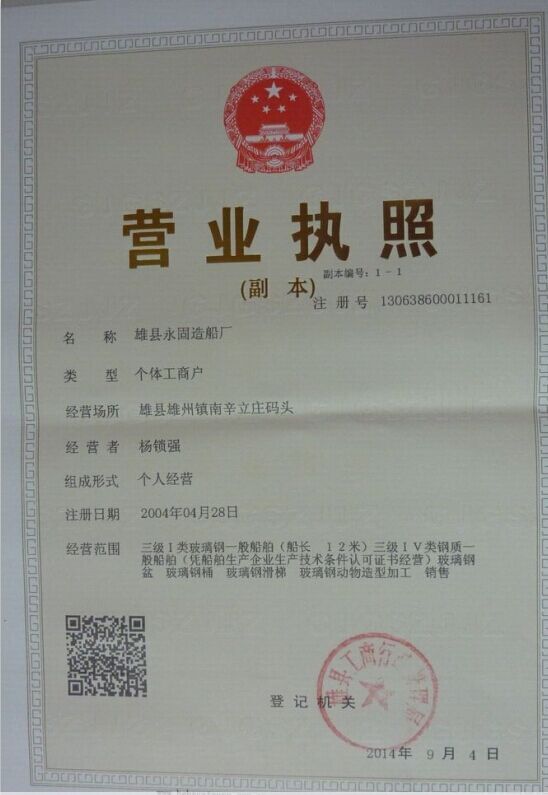 营业执照
(副 本)
副本编号：1-1
注 册 号 130638600011161
名 称 雄县永固造船厂
类 型 个体工商户
经营场所 雄县雄州镇南辛立庄码头
经 营 者 杨锁强
组成形式 个人经营
注册日期 2004年04月28日
经营范围 三级Ⅰ类玻璃钢一般船舶（船长 12米）三级ⅠⅤ类钢质一
般船舶（凭船舶生产企业生产技术条件认可证书经营）玻璃钢
盆 玻璃钢桶 玻璃钢滑梯 玻璃钢动物造型加工 销售
雄县工商行
登 记 机 关
2014年 9 月 4 日